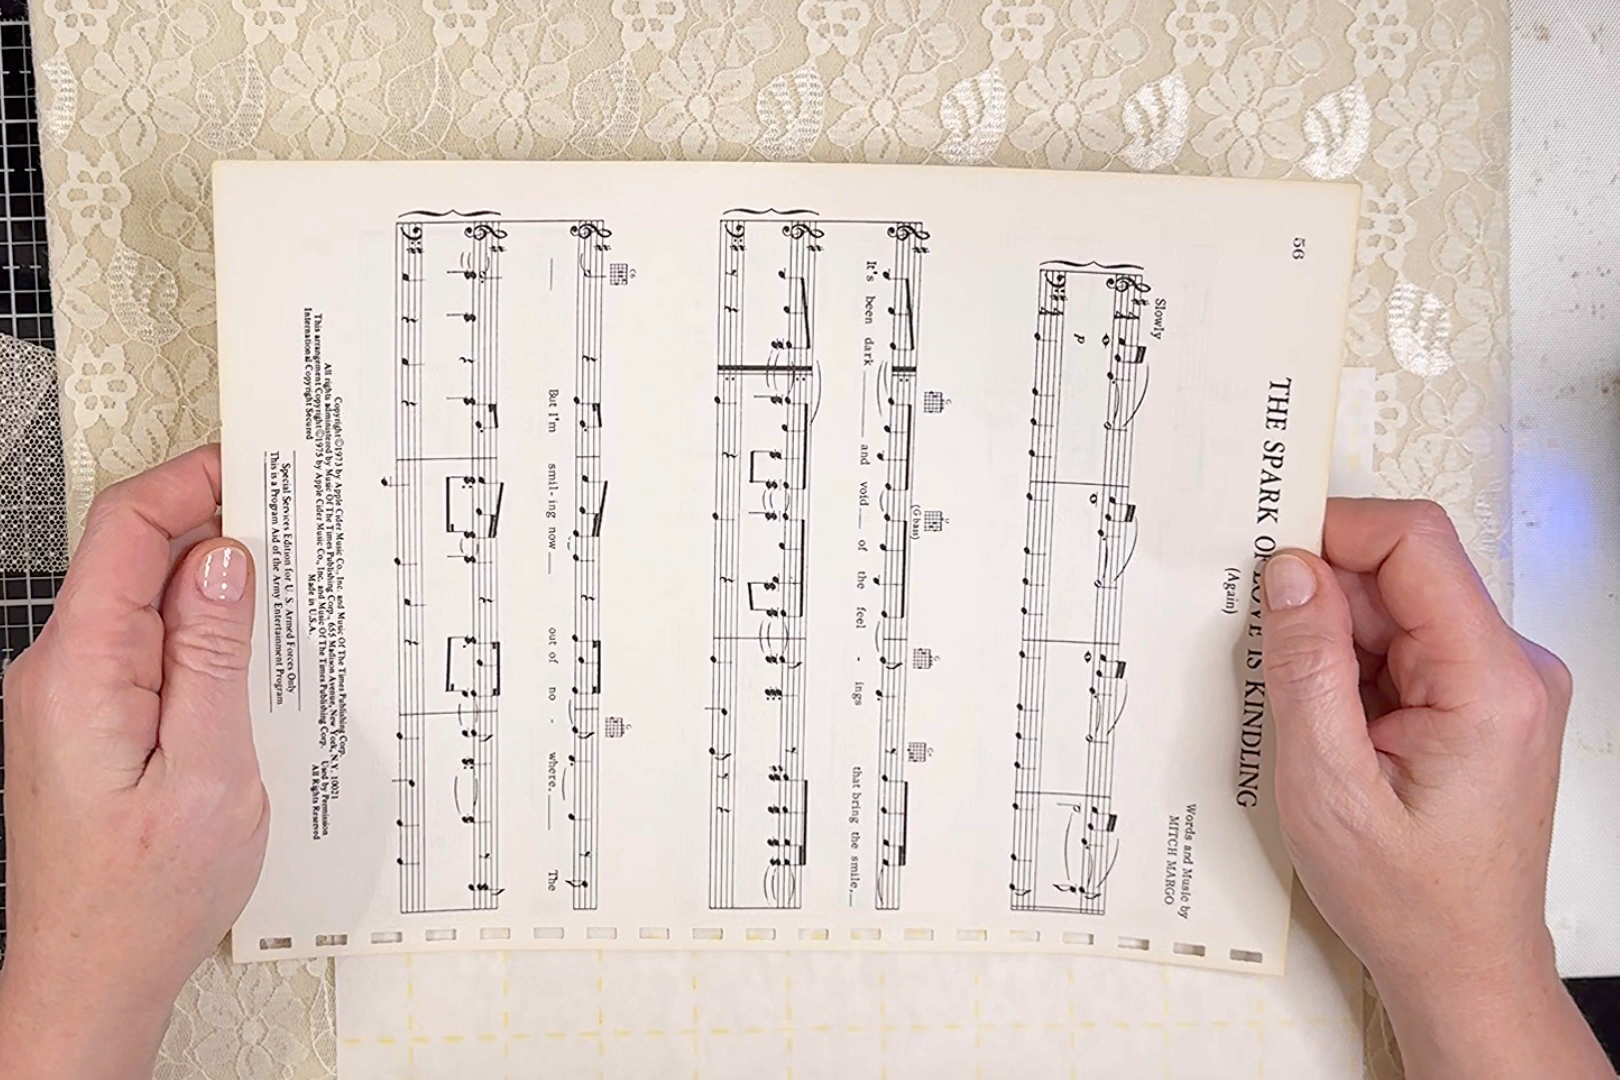 56
THE SPARK OF LOVE IS KINDLING
(Again)
Words and Music by
MITCH MARGO
Slowly
p
G
(G bass)
It's been dark and void of the feel - ings that bring the smile.
But I'm smil - ing now out of no - where. The
Copyright © 1973 by Apple Cider Music Co., Inc. and Music Of The Times Publishing Corp.
All rights administered by Music Of The Times Publishing Corp., 655 Madison Avenue, New York, N.Y. 10021
This arrangement Copyright © 1975 by Apple Cider Music Co., Inc. and Music Of The Times Publishing Corp. Used by Permission
International Copyright Secured Made in U.S.A. All Rights Reserved
Special Services Edition for U. S. Armed Forces Only
This is a Program Aid of the Army Entertainment Program